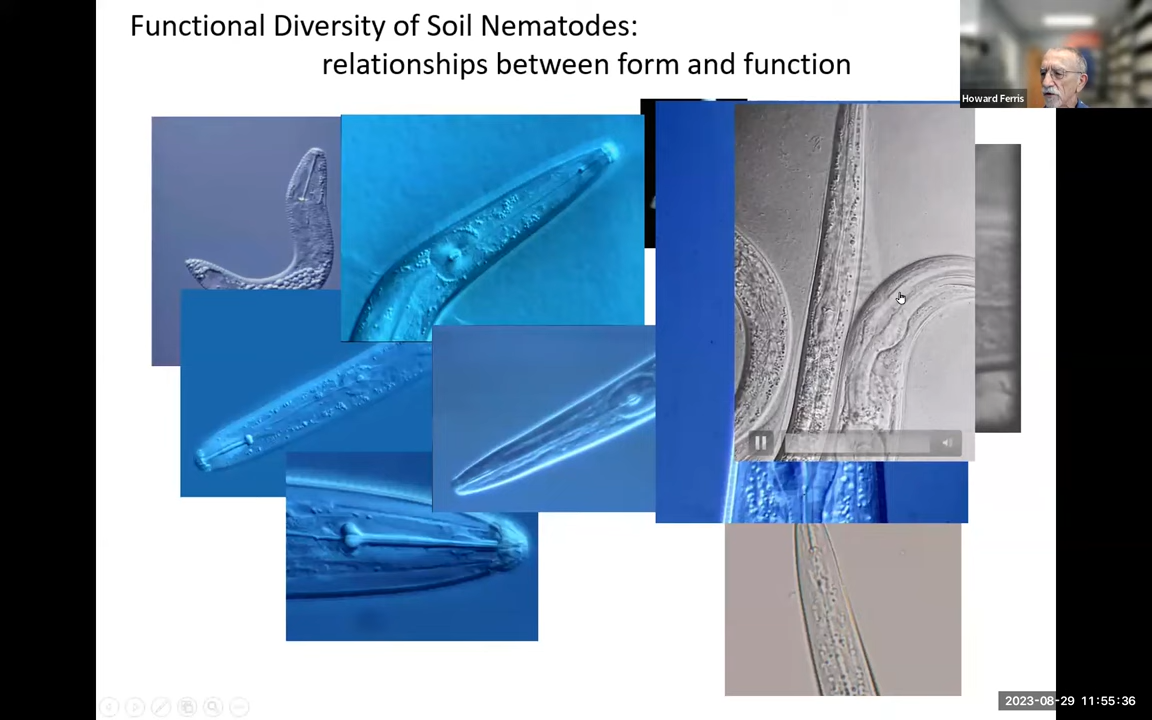 Functional Diversity of Soil Nematodes:
relationships between form and function
Howard Ferris
2023-08-29 11:55:36